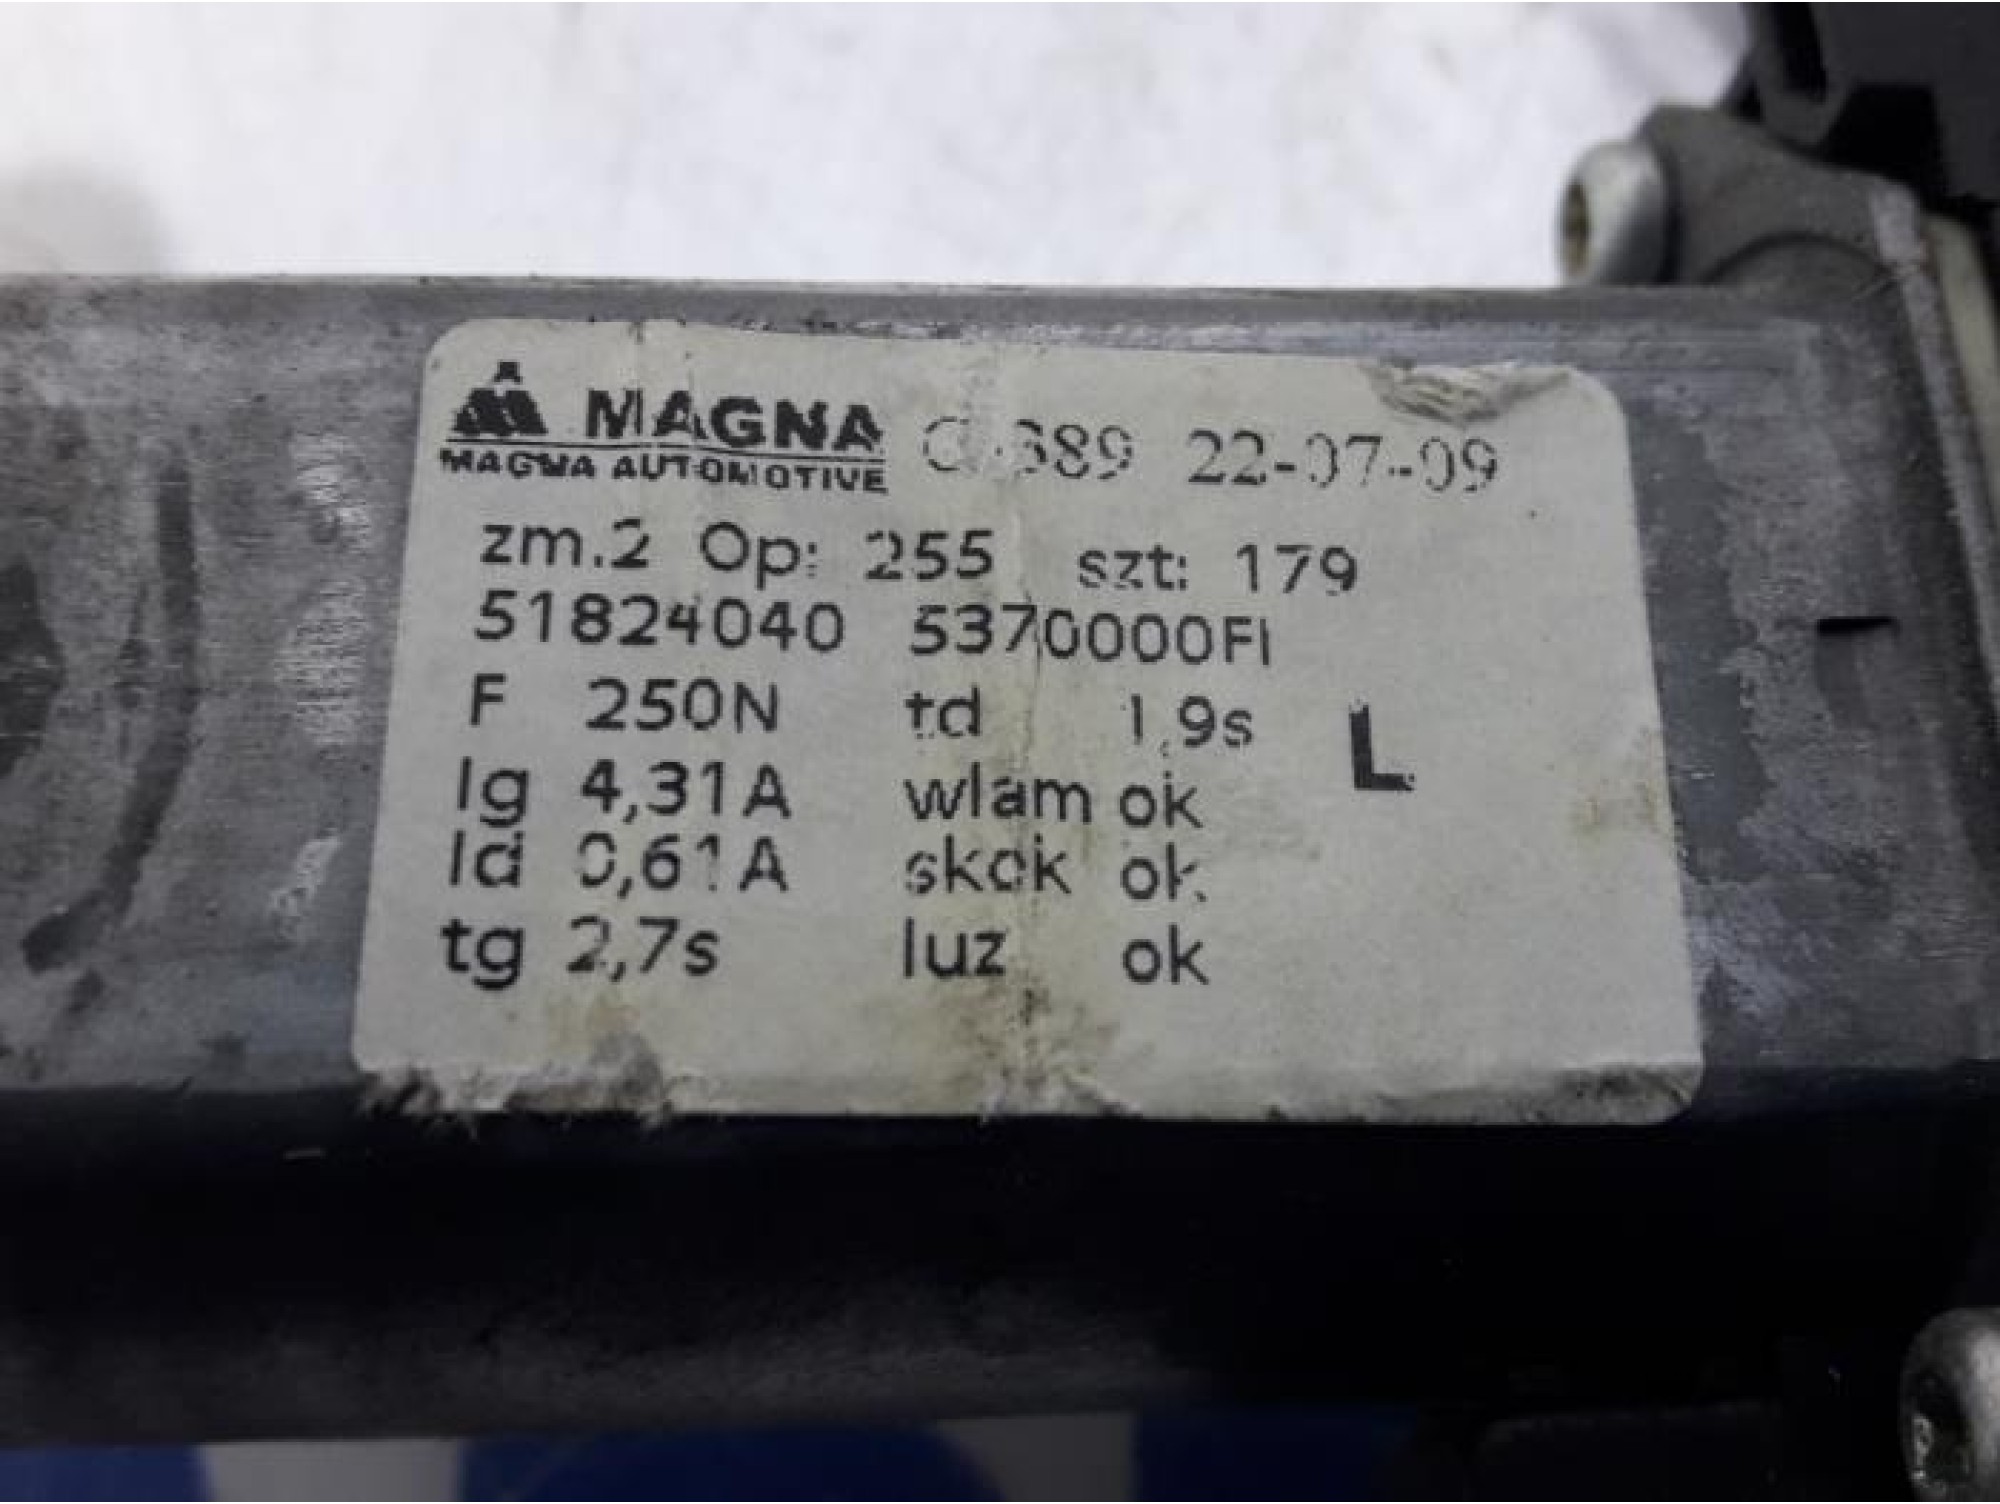 MAGNA
MAGNA AUTOMOTIVE
22-07-09
zm.2 Op: 255 szt: 179
51824040 5370000FI
F 250N td 1,9s
L
Ig 4,31A wlam ok
Id 0,61A skok ok
tg 2,7s luz ok